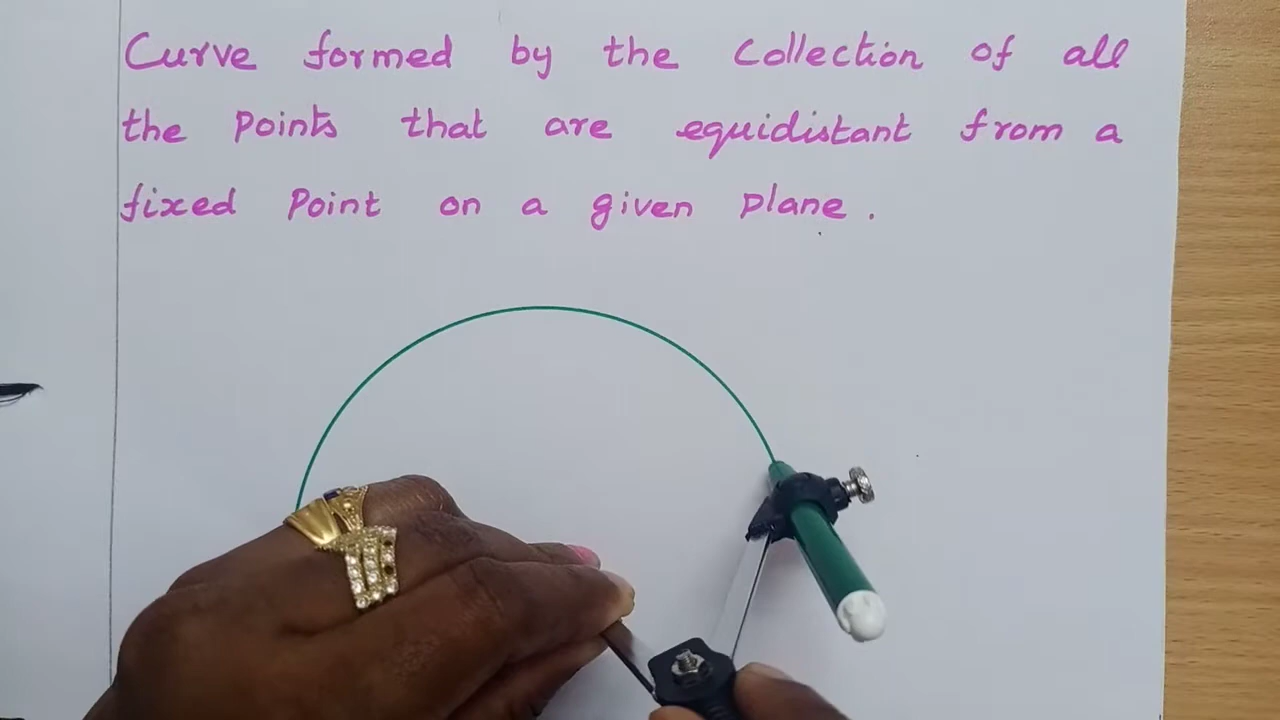 Curve formed by the Collection of all
the Points that are equidistant from a
fixed Point on a given Plane.